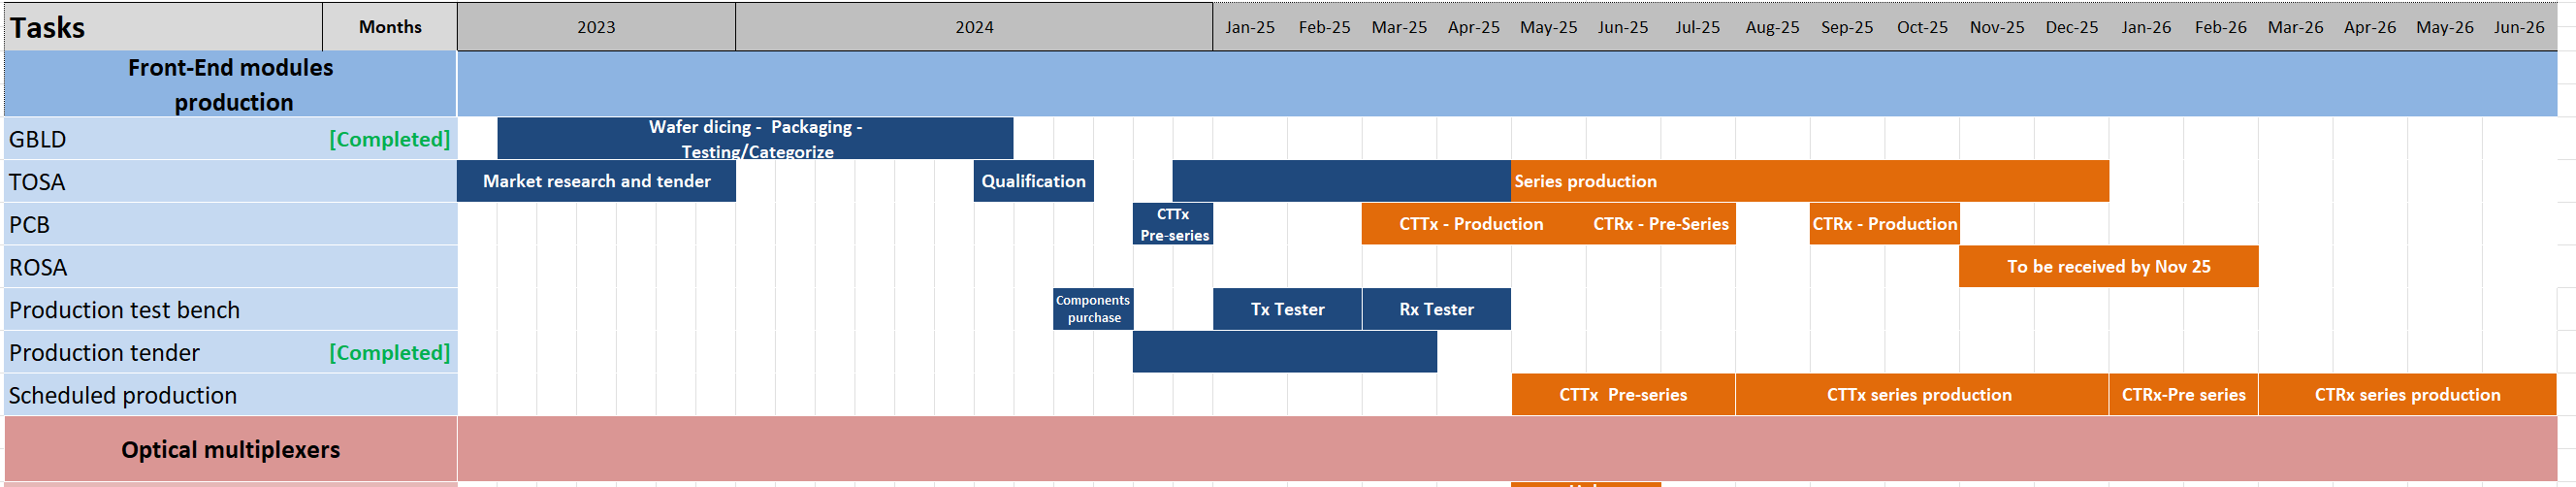 Tasks Months 2023 2024 Jan-25 Feb-25 Mar-25 Apr-25 May-25 Jun-25 Jul-25 Aug-25 Sep-25 Oct-25 Nov-25 Dec-25 Jan-26 Feb-26 Mar-26 Apr-26 May-26 Jun-26
Front-End modules
production
GBLD [Completed] Wafer dicing - Packaging -
Testing/Categorize
TOSA Market research and tender Qualification Series production
PCB CTTx
Pre-series CTTx - Production CTRx - Pre-Series CTRx - Production
ROSA To be received by Nov 25
Production test bench Components
purchase Tx Tester Rx Tester
Production tender [Completed]
Scheduled production CTTx Pre-series CTTx series production CTRx-Pre series CTRx series production
Optical multiplexers